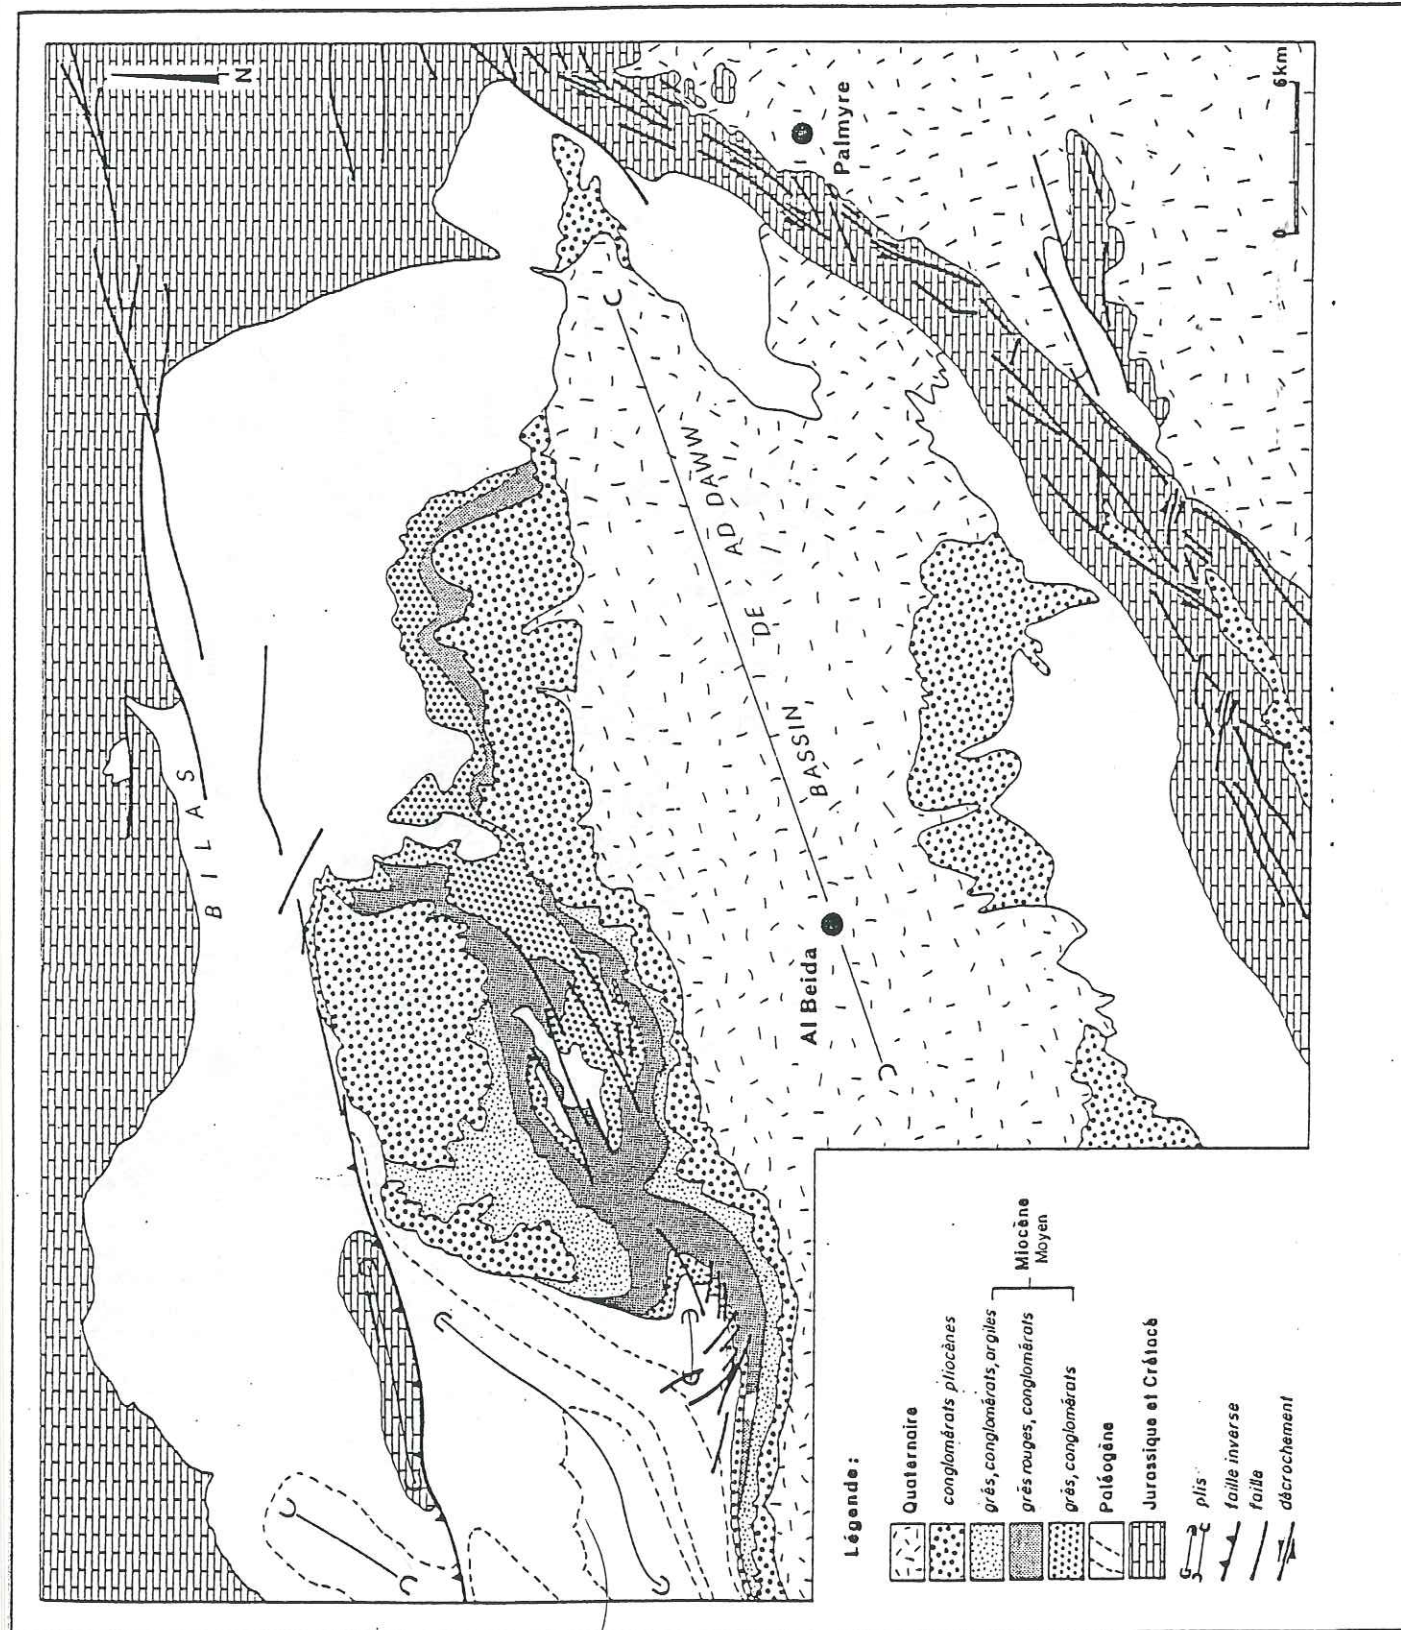 N
BILAS
Palmyre
BASSIN DE AD DAWW
Al Beida
0 6km
Légende:
Quaternaire
conglomérats pliocènes
grès, conglomérats, argiles
grès rouges, conglomérats
grès, conglomérats
Miocène
Moyen
Paléogène
Jurassique et Crétacé
plis
faille inverse
faille
décrochement